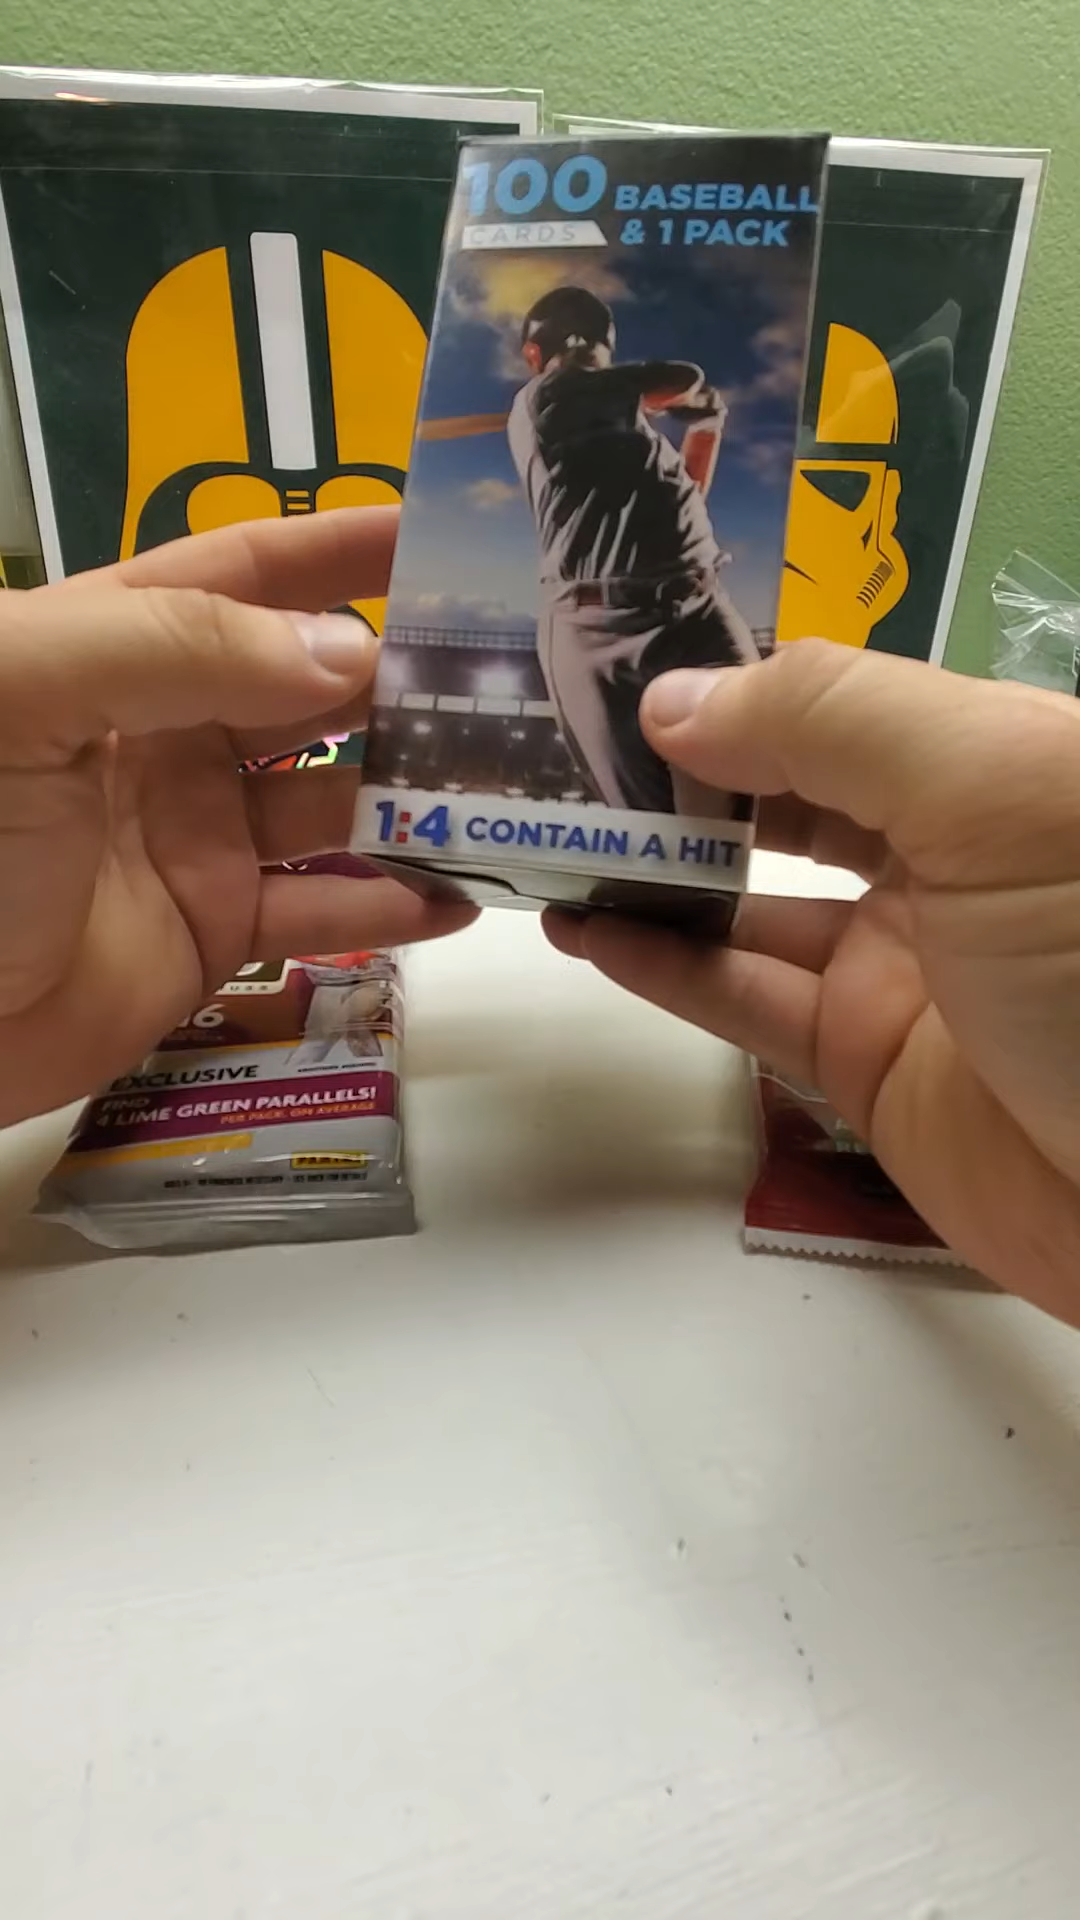 100 BASEBALL
CARDS & 1 PACK
1:4 CONTAIN A HIT
16
EXCLUSIVE
FIND
4 LIME GREEN PARALLELS!
PER PACK, ON AVERAGE
PANINI